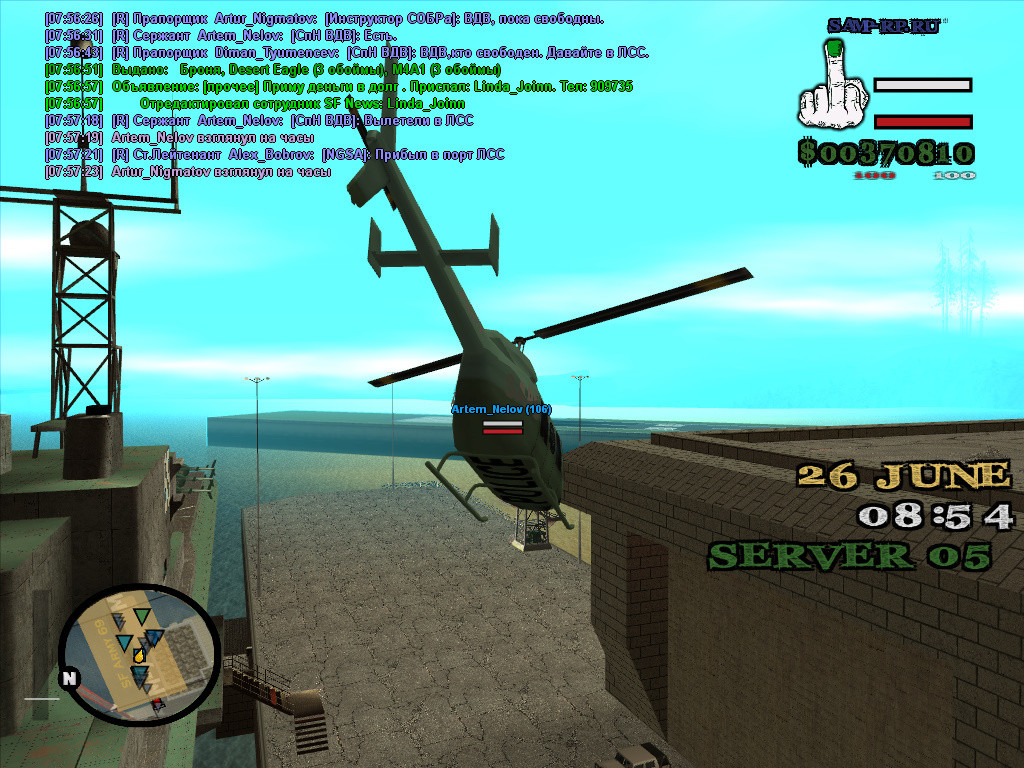 [07:56:26] [R] Прапорщик Artur_Nigmatov: [Инструктор СОБРа]: ВДВ, пока свободны.
[07:56:31] [R] Сержант Artem_Nelov: [СпН ВДВ]: Есть.
[07:56:43] [R] Прапорщик Diman_Tyumencev: [СпН ВДВ]: ВДВ,кто свободен. Давайте в ЛСС.
[07:56:51] Выдано: Броня, Desert Eagle (3 обоймы), M4A1 (3 обоймы)
[07:56:57] Объявление: [прочее] Приму деньги в долг . Прислал: Linda_Joinn. Тел: 909735
[07:56:57] Отредактировал сотрудник SF News: Linda_Joinn
[07:57:18] [R] Сержант Artem_Nelov: [СпН ВДВ]: Вылетели в ЛСС
[07:57:19] Artem_Nelov взглянул на часы
[07:57:21] [R] Ст.Лейтенант Alex_Bobrov: [NGSA]: Прибыл в порт ЛСС
[07:57:23] Artur_Nigmatov взглянул на часы
SAMP-RP.RU
$00370810
100 100
Artem_Nelov (106)
POLICE
26 JUNE
08:54
SERVER 05
SF ARMY 69
N